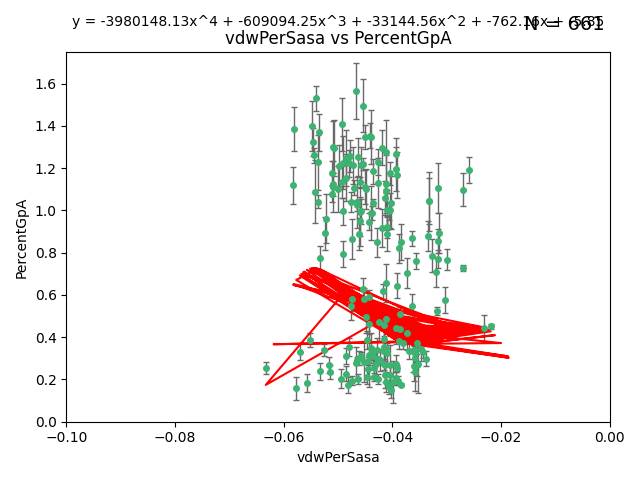 y = -3980148.13x^4 + -609094.25x^3 + -33144.56x^2 + -762.16x + -5.85
N = 661
vdwPerSasa vs PercentGpA
PercentGpA
1.6
1.4
1.2
1.0
0.8
0.6
0.4
0.2
0.0
−0.10 −0.08 −0.06 −0.04 −0.02 0.00
vdwPerSasa